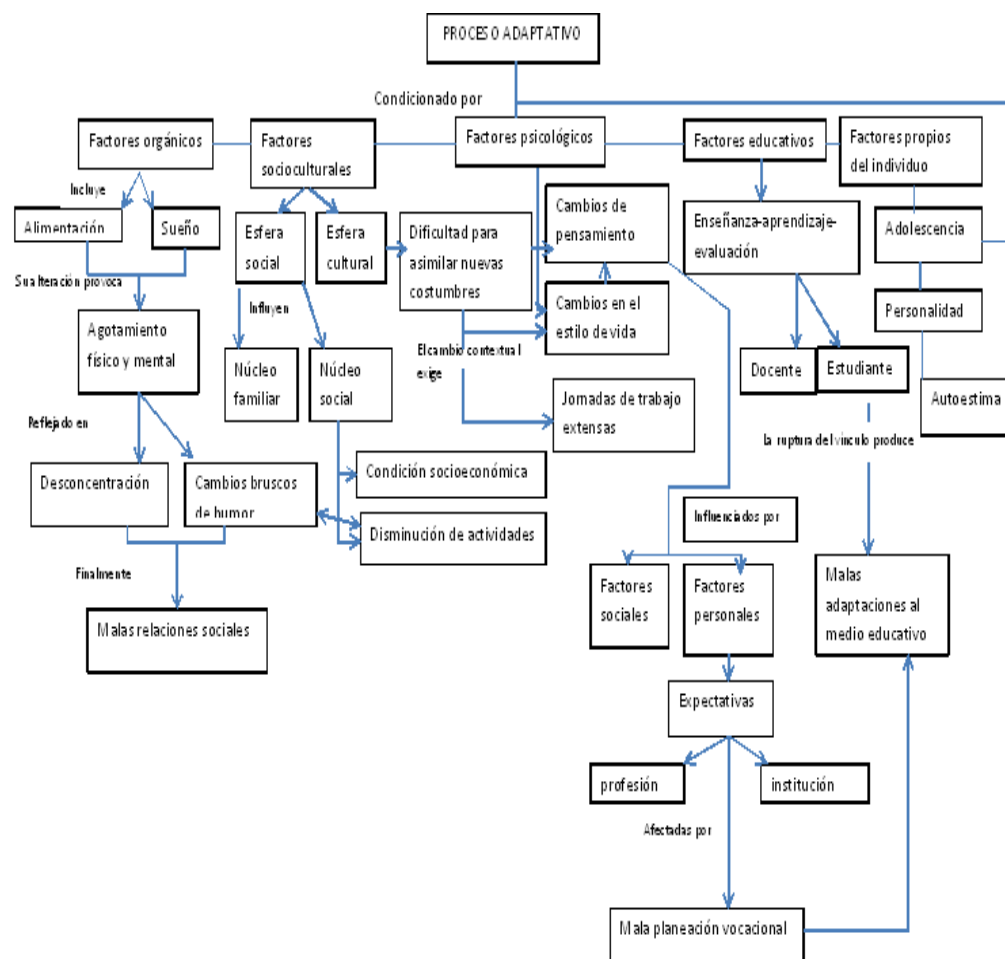 PROCESO ADAPTATIVO
Condicionado por
Factores orgánicos
Factores
socioculturales
Factores psicológicos
Factores educativos
Factores propios
del individuo
Incluye
Alimentación
Sueño
Esfera
social
Esfera
cultural
Dificultad para
asimilar nuevas
costumbres
Cambios de
pensamiento
Enseñanza-aprendizaje-
evaluación
Adolescencia
Su alteración provoca
Influyen
Cambios en el
estilo de vida
Personalidad
Agotamiento
físico y mental
Núcleo
familiar
Núcleo
social
El cambio contextual
exige
Docente
Estudiante
Autoestima
Jornadas de trabajo
extensas
Reflejado en
La ruptura del vínculo produce
Desconcentración
Cambios bruscos
de humor
Condición socioeconómica
Disminución de actividades
Influenciados por
Finalmente
Factores
sociales
Factores
personales
Malas
adaptaciones al
medio educativo
Malas relaciones sociales
Expectativas
profesión
institución
Afectadas por
Mala planeación vocacional